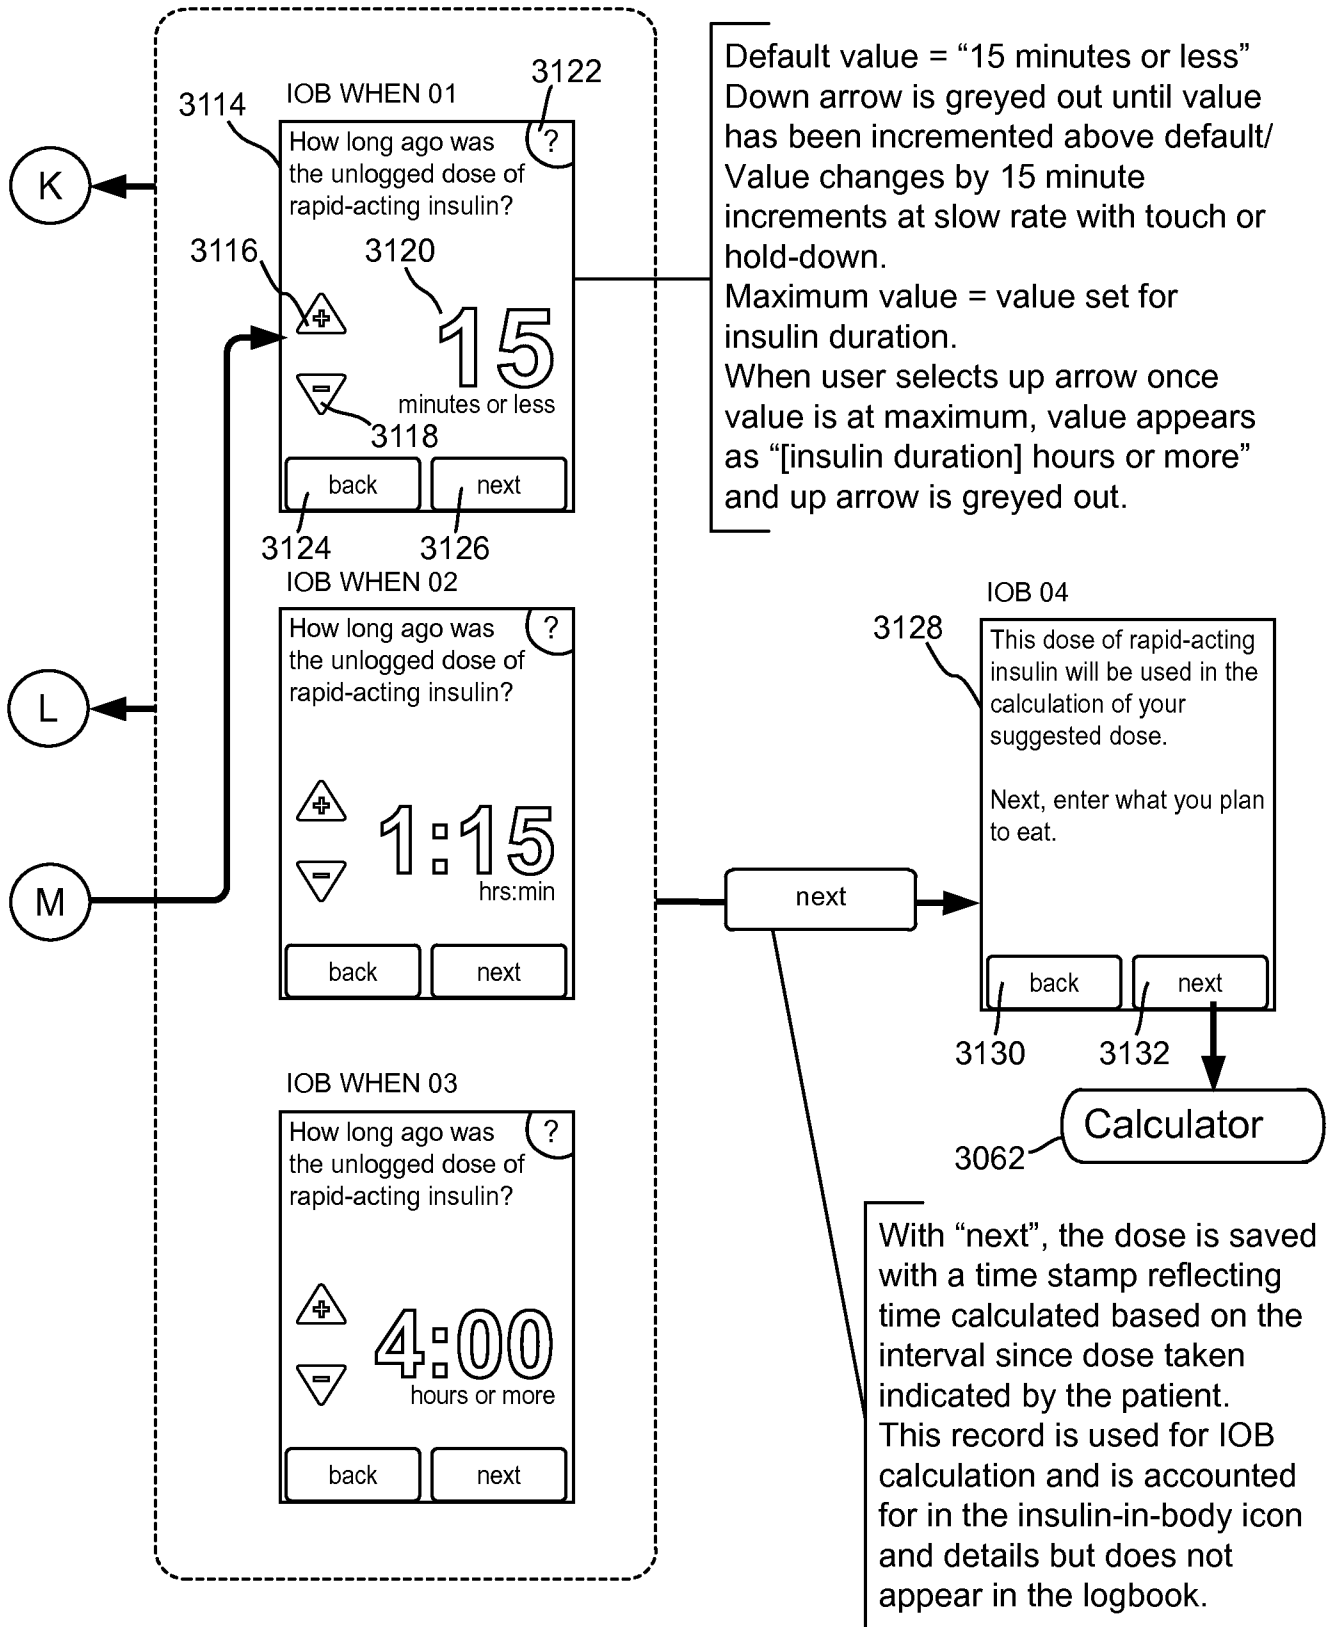 3122
IOB WHEN 01
3114
How long ago was
the unlogged dose of
rapid-acting insulin?
?
K
3116
3120
+
15
−
minutes or less
3118
back
next
3124
3126
Default value = “15 minutes or less”
Down arrow is greyed out until value
has been incremented above default/
Value changes by 15 minute
increments at slow rate with touch or
hold-down.
Maximum value = value set for
insulin duration.
When user selects up arrow once
value is at maximum, value appears
as “[insulin duration] hours or more”
and up arrow is greyed out.
IOB WHEN 02
How long ago was
the unlogged dose of
rapid-acting insulin?
?
L
+
1:15
−
hrs:min
M
back
next
next
IOB 04
3128
This dose of rapid-acting
insulin will be used in the
calculation of your
suggested dose.
Next, enter what you plan
to eat.
back
next
3130
3132
Calculator
3062
IOB WHEN 03
How long ago was
the unlogged dose of
rapid-acting insulin?
?
+
4:00
−
hours or more
back
next
With “next”, the dose is saved
with a time stamp reflecting
time calculated based on the
interval since dose taken
indicated by the patient.
This record is used for IOB
calculation and is accounted
for in the insulin-in-body icon
and details but does not
appear in the logbook.